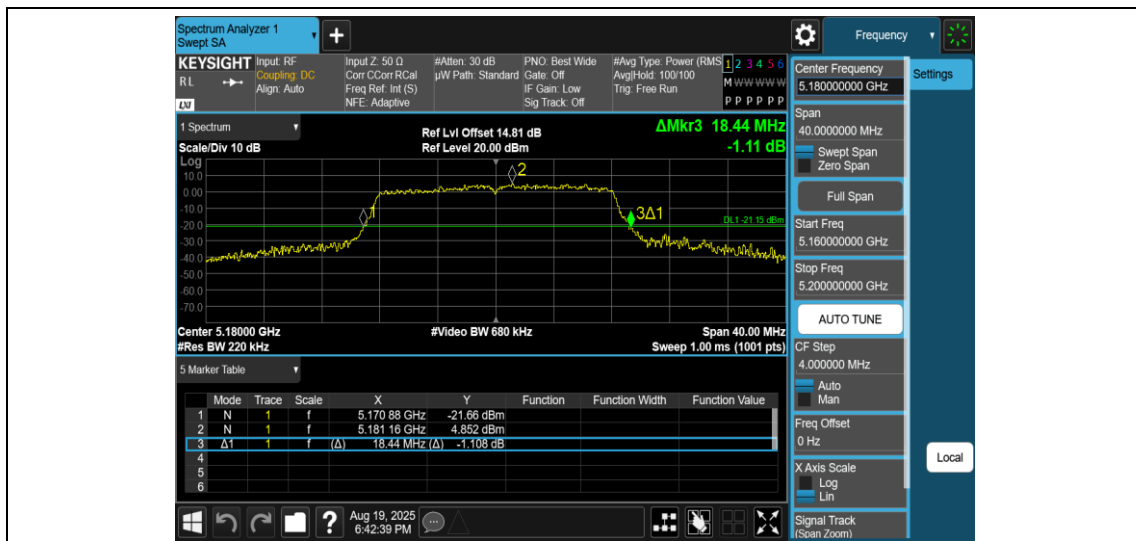 Spectrum Analyzer 1
Swept SA
Frequency
KEYSIGHT
RL
LXI
Input: RF
Coupling: DC
Align: Auto
Input Z: 50 Ω
Corr CCorr RCal
Freq Ref: Int (S)
NFE: Adaptive
#Atten: 30 dB
µW Path: Standard
PNO: Best Wide
Gate: Off
IF Gain: Low
Sig Track: Off
#Avg Type: Power (RMS
Avg|Hold: 100/100
Trig: Free Run
1 2 3 4 5 6
M W W W W W
P P P P P P
1 Spectrum
Scale/Div 10 dB
Ref Lvl Offset 14.81 dB
Ref Level 20.00 dBm
ΔMkr3 18.44 MHz
-1.11 dB
Log
10.0
0.00
-10.0
-20.0
-30.0
-40.0
-50.0
-60.0
-70.0
1
2
3Δ1
DL1 -21.15 dBm
Center 5.18000 GHz
#Video BW 680 kHz
Span 40.00 MHz
#Res BW 220 kHz
Sweep 1.00 ms (1001 pts)
5 Marker Table
Mode Trace Scale X Y Function Function Width Function Value
1 N 1 f 5.170 88 GHz -21.66 dBm
2 N 1 f 5.181 16 GHz 4.852 dBm
3 Δ1 1 f (Δ) 18.44 MHz (Δ) -1.108 dB
4
5
6
?
Aug 19, 2025
6:42:39 PM
Settings
Center Frequency
5.180000000 GHz
Span
40.0000000 MHz
Swept Span
Zero Span
Full Span
Start Freq
5.160000000 GHz
Stop Freq
5.200000000 GHz
AUTO TUNE
CF Step
4.000000 MHz
Auto
Man
Freq Offset
0 Hz
X Axis Scale
Log
Lin
Signal Track
(Span Zoom)
Local